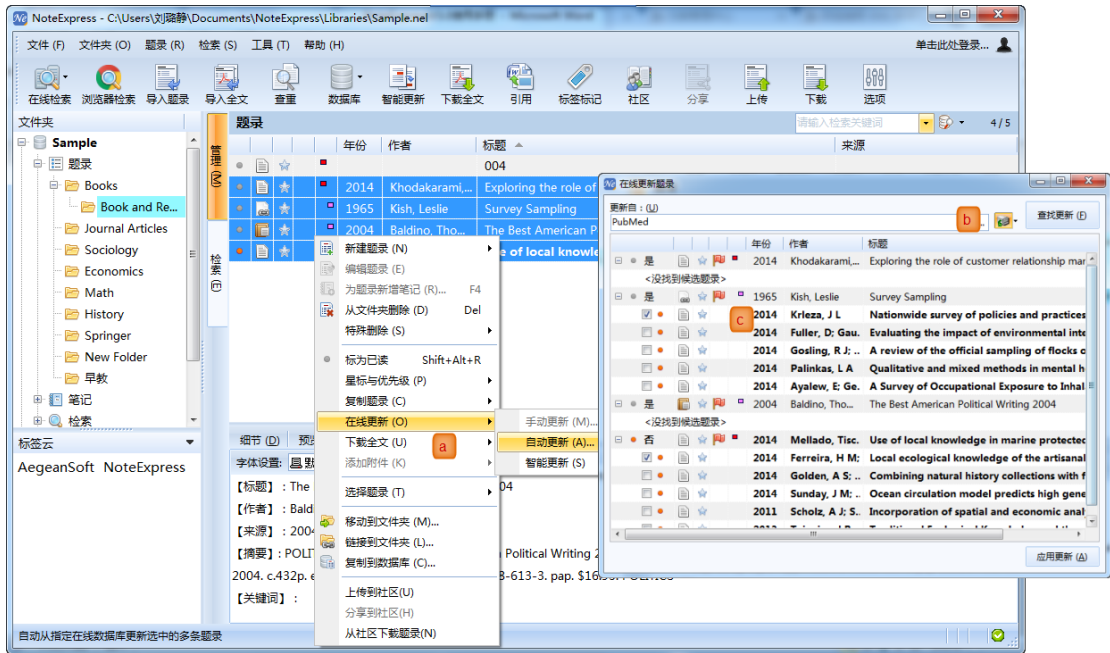 NoteExpress - C:\Users\刘璐静\Documents\NoteExpress\Libraries\Sample.nel
文件 (F) 文件夹 (O) 题录 (R) 检索 (S) 工具 (T) 帮助 (H) 单击此处登录...
在线检索 浏览器检索 导入题录 导入全文 查重 数据库 智能更新 下载全文 引用 标签标记 社区 分享 上传 下载 选项
文件夹
Sample
题录
Books
Book and Re...
Journal Articles
Sociology
Economics
Math
History
Springer
New Folder
早教
笔记
检索
标签云
AegeanSoft NoteExpress
管理 (M)
检索 (E)
题录 请输入检索关键词 4/5
年份 作者 标题 来源
004
2014 Khodakarami,... Exploring the role of
1965 Kish, Leslie Survey Sampling
2004 Baldino, Tho... The Best American P
e of local knowle
新建题录 (N)
编辑题录 (E)
为题录新增笔记 (R)... F4
从文件夹删除 (D) Del
特殊删除 (S)
标为已读 Shift+Alt+R
星标与优先级 (P)
复制题录 (C)
在线更新 (O)
下载全文 (U)
添加附件 (K)
选择题录 (T)
移动到文件夹 (M)...
链接到文件夹 (L)...
复制到数据库 (C)...
上传到社区(U)
分享到社区(H)
从社区下载题录(N)
a
手动更新 (M)...
自动更新 (A)...
智能更新 (S)
细节 (D) 预
字体设置:
【标题】: The 04
【作者】: Bald
【来源】: 2004
【摘要】: POLI n Political Writing 2
2004. c.432p. 3-613-3. pap. $16
【关键词】:
自动从指定在线数据库更新选中的多条题录
在线更新题录
更新自: (U)
PubMed b 查找更新 (F)
年份 作者 标题
是 2014 Khodakarami,... Exploring the role of customer relationship mar
<没找到候选题录>
是 1965 Kish, Leslie Survey Sampling
c 2014 Krleza, J L Nationwide survey of policies and practices
2014 Fuller, D; Gau. Evaluating the impact of environmental inte
2014 Gosling, R J; .. A review of the official sampling of flocks o
2014 Palinkas, L A Qualitative and mixed methods in mental h
2014 Ayalew, E; Ge. A Survey of Occupational Exposure to Inhal
是 2004 Baldino, Tho... The Best American Political Writing 2004
<没找到候选题录>
否 2014 Mellado, Tisc. Use of local knowledge in marine protected
2014 Ferreira, H M; Local ecological knowledge of the artisanal
2014 Golden, A S; .. Combining natural history collections with f
2014 Sunday, J M; .. Ocean circulation model predicts high gene
2011 Scholz, A J; S.. Incorporation of spatial and economic anal
应用更新 (A)